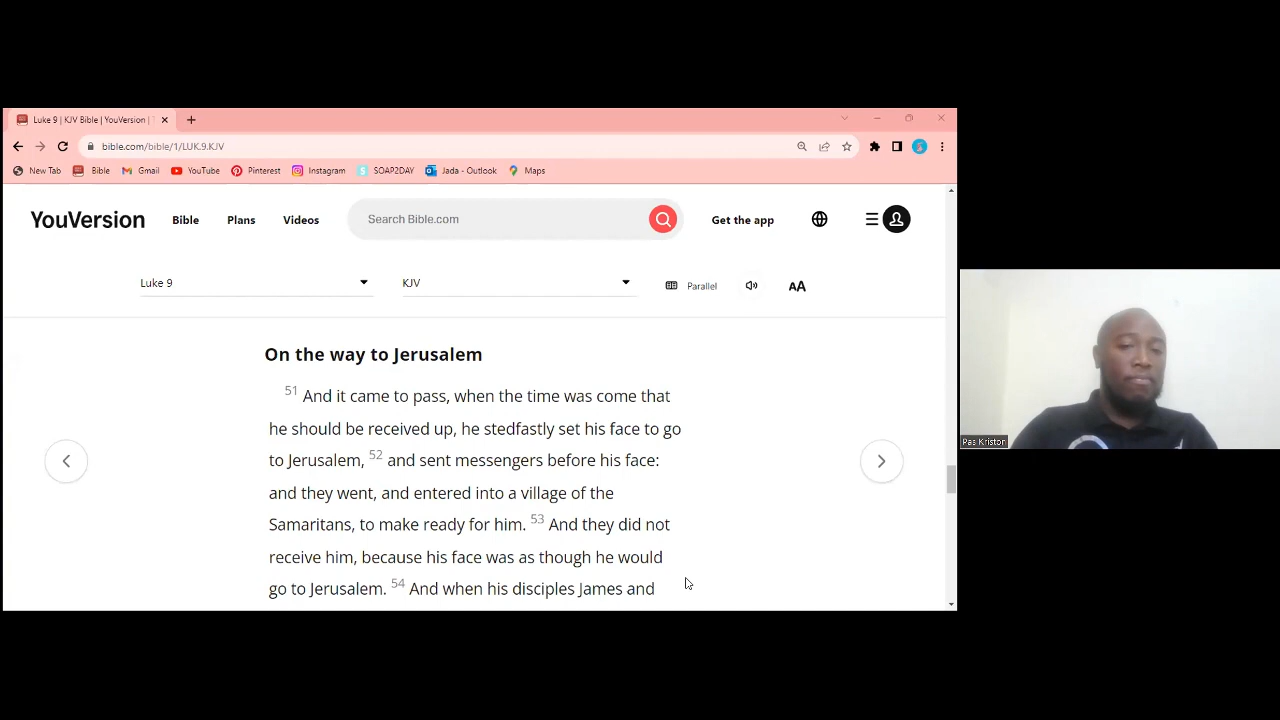 Luke 9 | KJV Bible | YouVersion |
bible.com/bible/1/LUK.9.KJV
New Tab Bible Gmail YouTube Pinterest Instagram SOAP2DAY Jada - Outlook Maps
YouVersion Bible Plans Videos Search Bible.com Get the app
Luke 9 KJV Parallel AA
On the way to Jerusalem
51 And it came to pass, when the time was come that
he should be received up, he stedfastly set his face to go
to Jerusalem, 52 and sent messengers before his face:
and they went, and entered into a village of the
Samaritans, to make ready for him. 53 And they did not
receive him, because his face was as though he would
go to Jerusalem. 54 And when his disciples James and
Pas Kriston